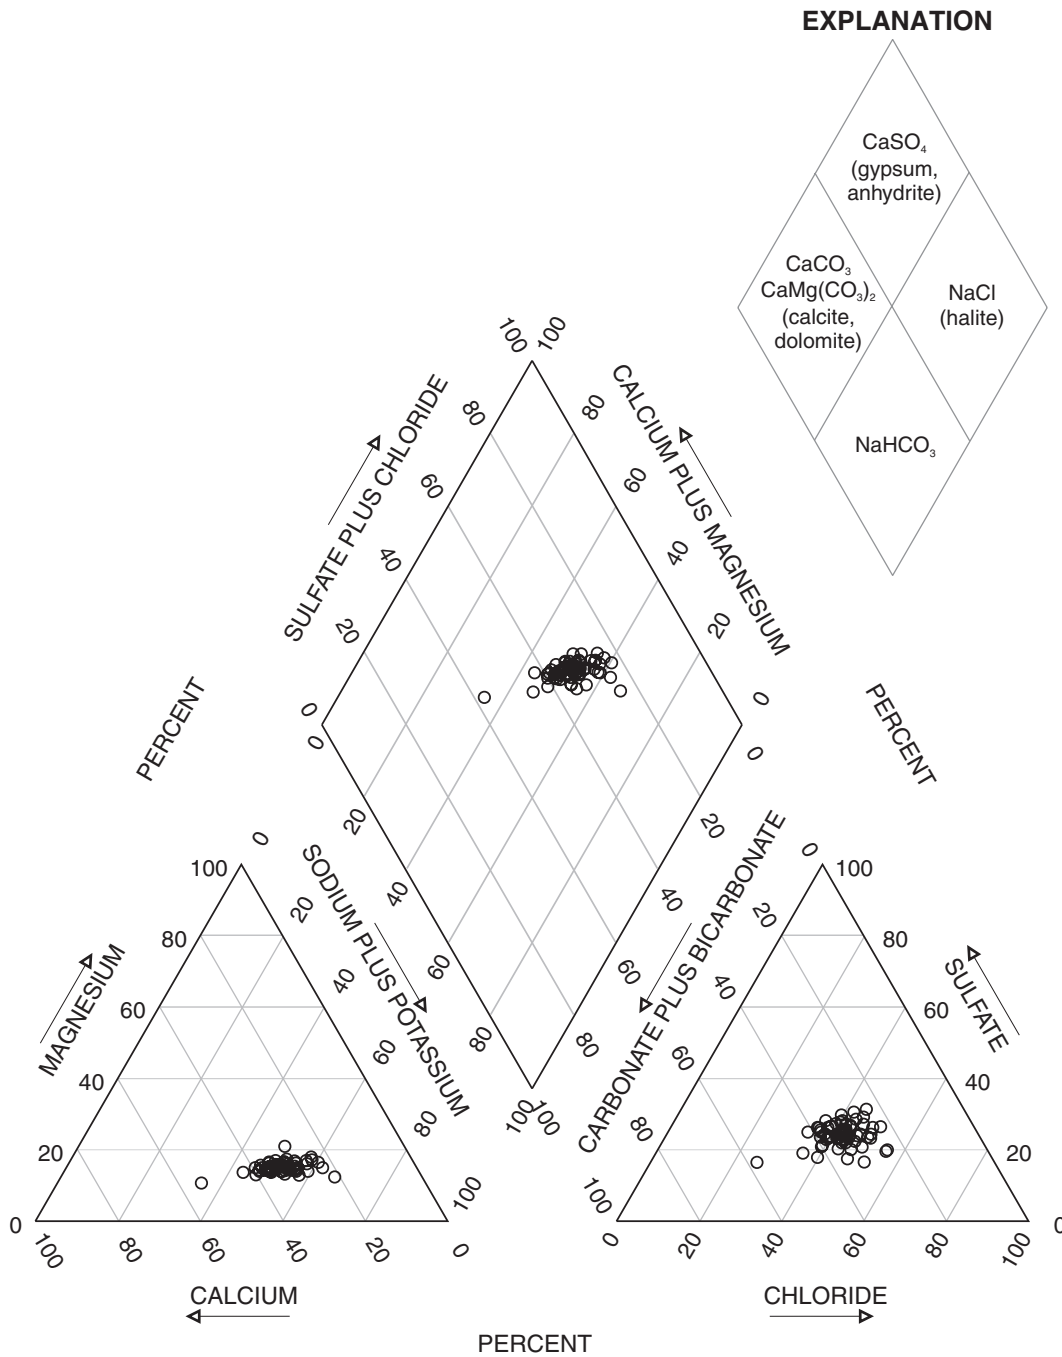 EXPLANATION
CaSO₄
(gypsum,
anhydrite)
CaCO₃
CaMg(CO₃)₂
(calcite,
dolomite)
NaCl
(halite)
NaHCO₃
100 100
SULFATE PLUS CHLORIDE
80
60
40
20
0
CALCIUM PLUS MAGNESIUM
80
60
40
20
0
PERCENT
PERCENT
0
20
40
60
80
100
SODIUM PLUS POTASSIUM
0
20
40
60
80
100
CARBONATE PLUS BICARBONATE
MAGNESIUM
100
80
60
40
20
0
0
20
40
60
80
100
100
80
60
40
20
0
CALCIUM
0
20
40
60
80
100
SULFATE
100
80
60
40
20
0
0
20
40
60
80
100
CHLORIDE
PERCENT